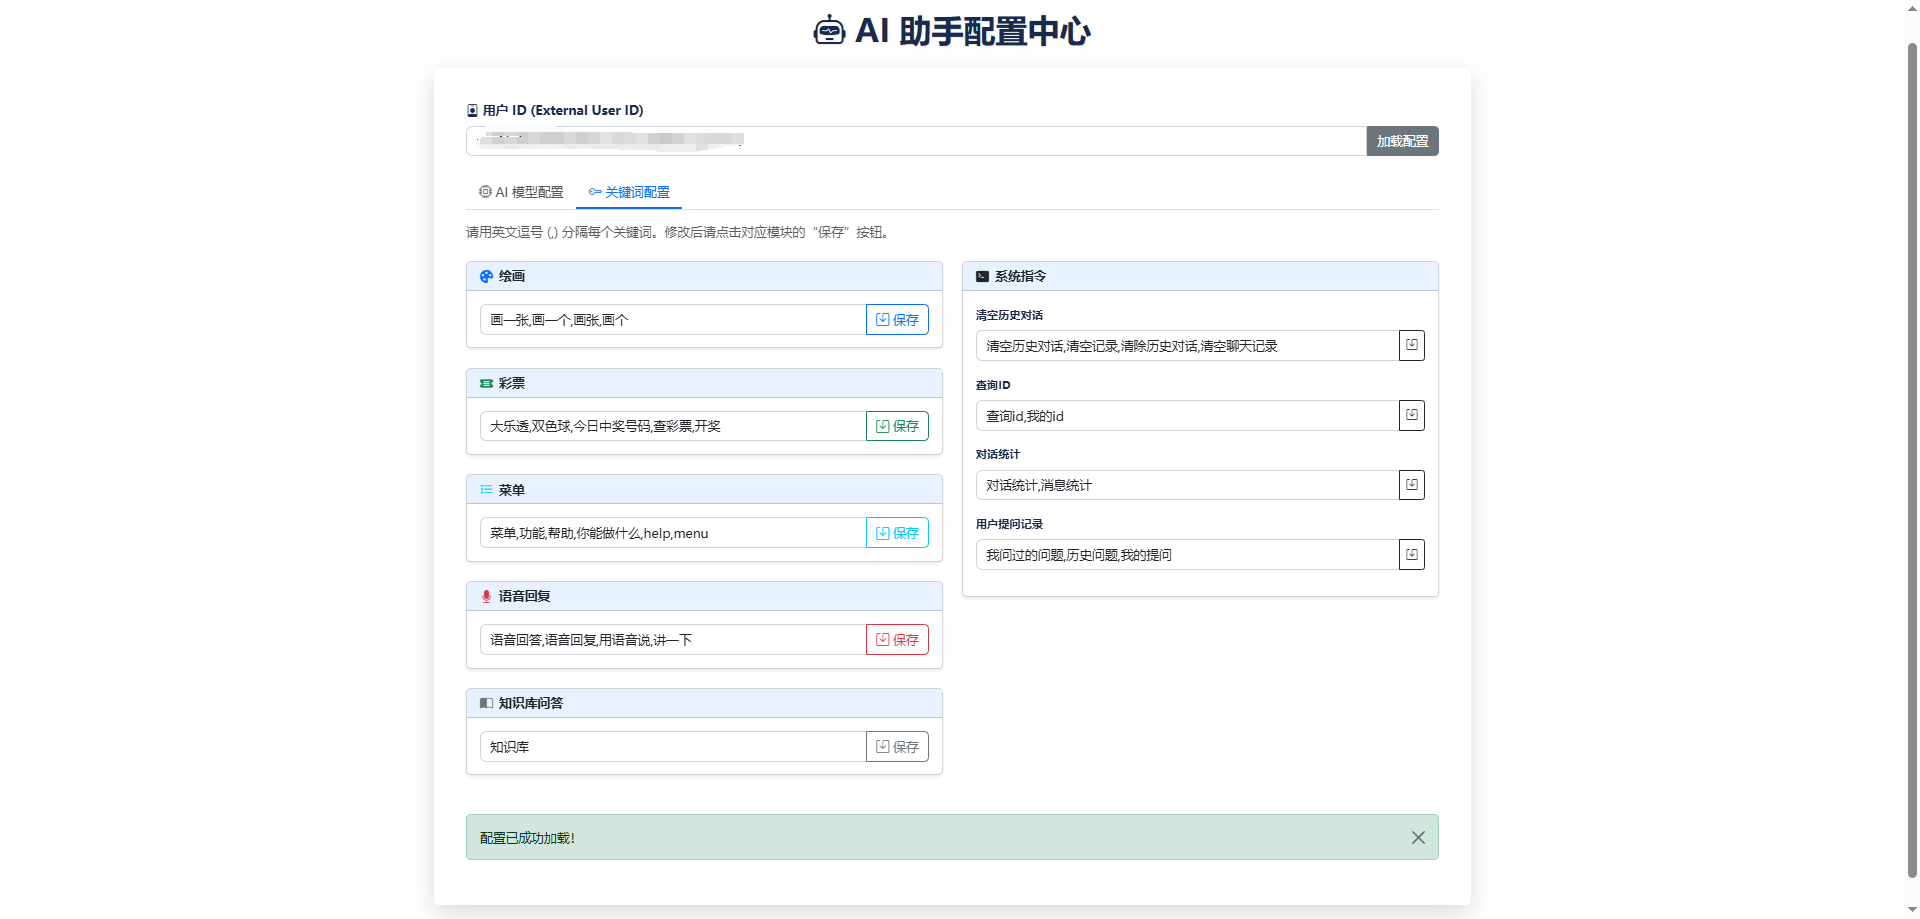 AI 助手配置中心
用户 ID (External User ID)
加载配置
AI 模型配置
关键词配置
请用英文逗号 (,) 分隔每个关键词。修改后请点击对应模块的“保存”按钮。
绘画
画一张,画一个,画张,画个
保存
彩票
大乐透,双色球,今日中奖号码,查彩票,开奖
保存
菜单
菜单,功能,帮助,你能做什么,help,menu
保存
语音回复
语音回答,语音回复,用语音说,讲一下
保存
知识库问答
知识库
保存
系统指令
清空历史对话
清空历史对话,清空记录,清除历史对话,清空聊天记录
查询ID
查询id,我的id
对话统计
对话统计,消息统计
用户提问记录
我问过的问题,历史问题,我的提问
配置已成功加载!